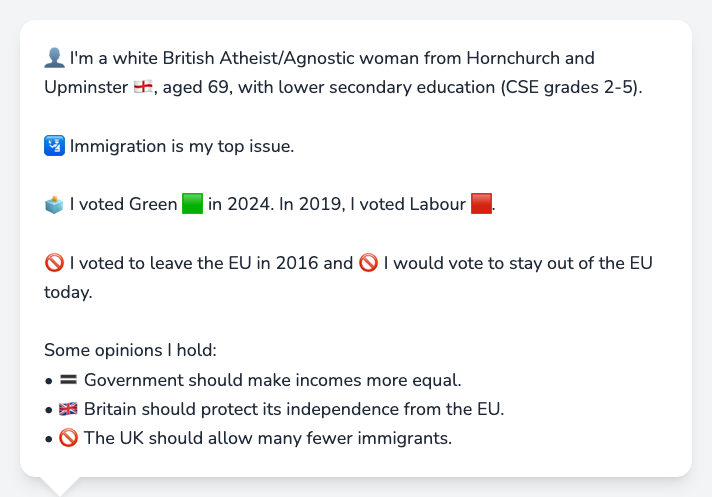 👤 I'm a white British Atheist/Agnostic woman from Hornchurch and
Upminster 🏴󠁧󠁢󠁥󠁮󠁧󠁿, aged 69, with lower secondary education (CSE grades 2-5).
🛂 Immigration is my top issue.
🗳️ I voted Green 🟩 in 2024. In 2019, I voted Labour 🟥.
🚫 I voted to leave the EU in 2016 and 🚫 I would vote to stay out of the EU
today.
Some opinions I hold:
• 🟰 Government should make incomes more equal.
• 🇬🇧 Britain should protect its independence from the EU.
• 🚫 The UK should allow many fewer immigrants.